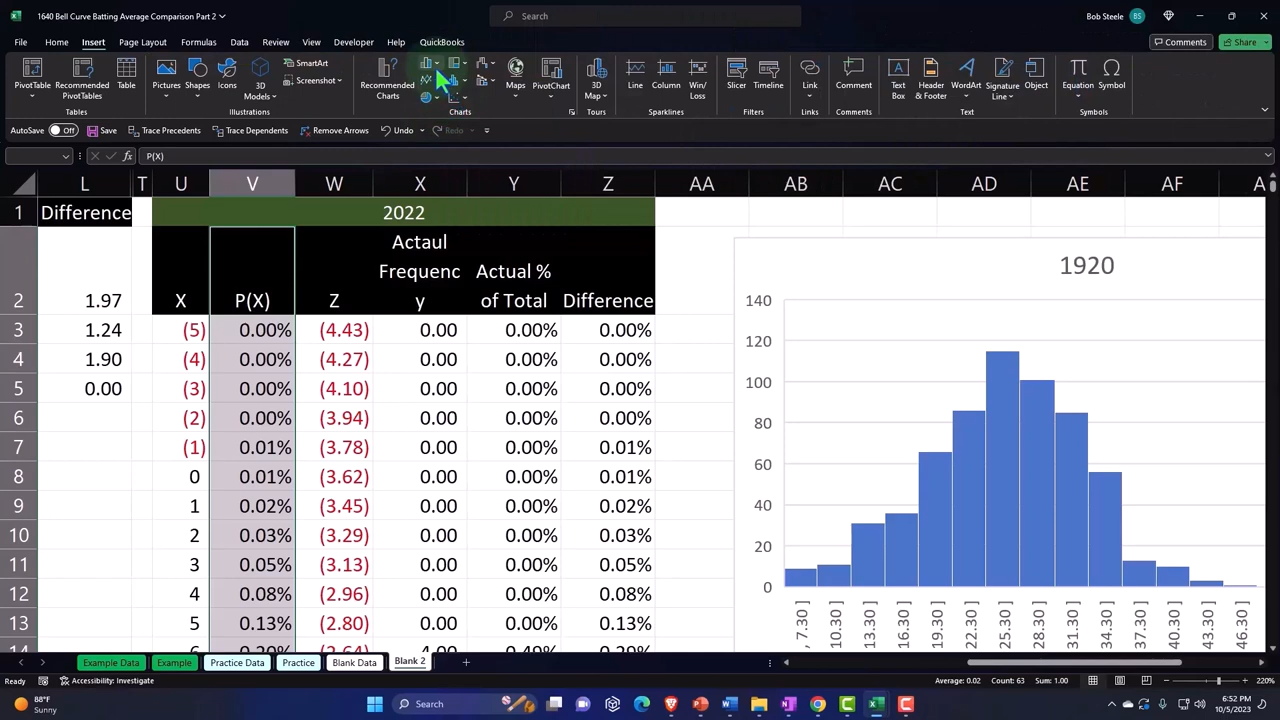 1640 Bell Curve Batting Average Comparison Part 2
Search
Bob Steele
BS
File Home Insert Page Layout Formulas Data Review View Developer Help QuickBooks
Comments
Share
PivotTable
Recommended PivotTables
Table
Pictures
Shapes
Icons
3D Models
SmartArt
Screenshot
Recommended Charts
Maps
PivotChart
3D Map
Line
Column
Win/Loss
Slicer
Timeline
Link
Comment
Text Box
Header & Footer
WordArt
Signature Line
Object
Equation
Symbol
Tables Illustrations Charts Tours Sparklines Filters Links Comments Text Symbols
AutoSave Off Save Trace Precedents Trace Dependents Remove Arrows Undo Redo
fx P(X)
L T U V W X Y Z AA AB AC AD AE AF A
1 Difference 2022
Actaul
Frequenc Actual %
2 1.97 X P(X) Z y of Total Difference
3 1.24 (5) 0.00% (4.43) 0.00 0.00% 0.00%
4 1.90 (4) 0.00% (4.27) 0.00 0.00% 0.00%
5 0.00 (3) 0.00% (4.10) 0.00 0.00% 0.00%
6 (2) 0.00% (3.94) 0.00 0.00% 0.00%
7 (1) 0.01% (3.78) 0.00 0.00% 0.01%
8 0 0.01% (3.62) 0.00 0.00% 0.01%
9 1 0.02% (3.45) 0.00 0.00% 0.02%
10 2 0.03% (3.29) 0.00 0.00% 0.03%
11 3 0.05% (3.13) 0.00 0.00% 0.05%
12 4 0.08% (2.96) 0.00 0.00% 0.08%
13 5 0.13% (2.80) 0.00 0.00% 0.13%
1920
140
120
100
80
60
40
20
0
, 7.30 ]
10.30 ]
13.30 ]
16.30 ]
19.30 ]
22.30 ]
25.30 ]
28.30 ]
31.30 ]
34.30 ]
37.30 ]
40.30 ]
43.30 ]
46.30 ]
Example Data Example Practice Data Practice Blank Data Blank 2
Ready Accessibility: Investigate
Average: 0.02 Count: 63 Sum: 1.00
220%
88°F
Sunny
Search
6:52 PM
10/5/2023